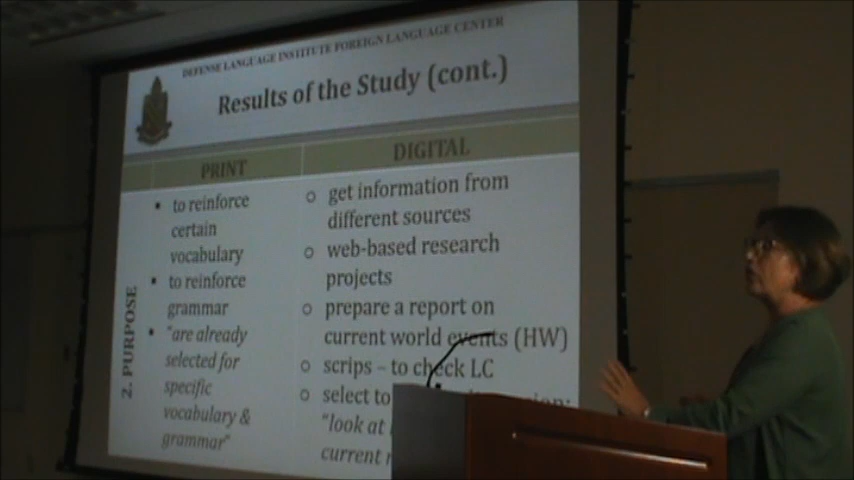 DEFENSE LANGUAGE INSTITUTE FOREIGN LANGUAGE CENTER
Results of the Study (cont.)
PRINT
DIGITAL
2. PURPOSE
▪ to reinforce
certain
vocabulary
▪ to reinforce
grammar
▪ "are already
selected for
specific
vocabulary &
grammar"
o get information from
different sources
o web-based research
projects
o prepare a report on
current world events (HW)
o scrips – to check LC
o select to
"look at
current